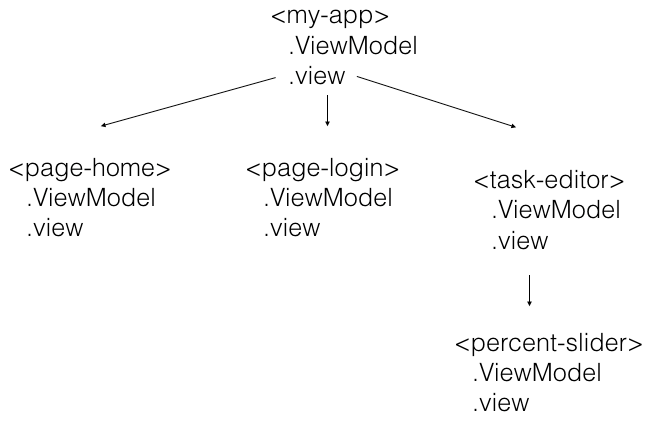 <my-app>
.ViewModel
.view
<page-home>
.ViewModel
.view
<page-login>
.ViewModel
.view
<task-editor>
.ViewModel
.view
<percent-slider>
.ViewModel
.view